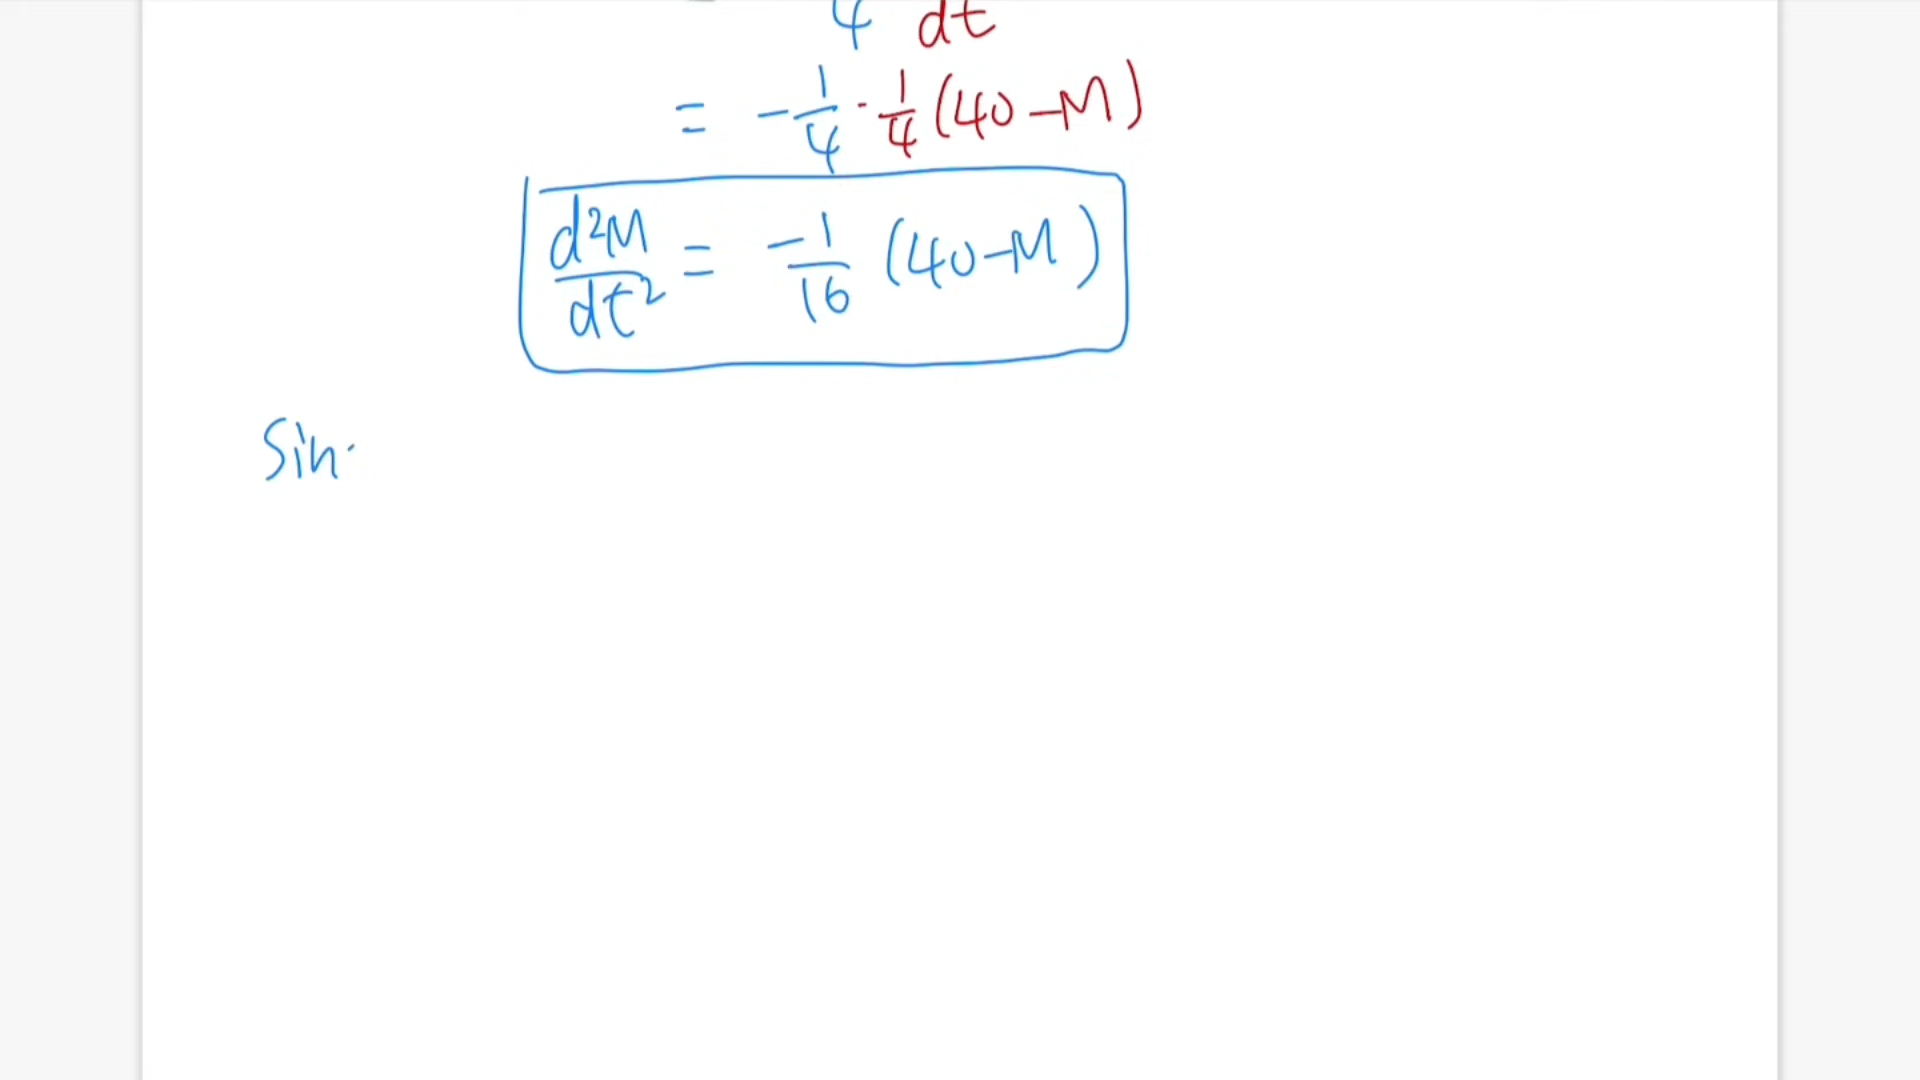 4 dt
= -1/4 · 1/4 (40-M)
d²M/dt² = -1/16 (40-M)
Sin